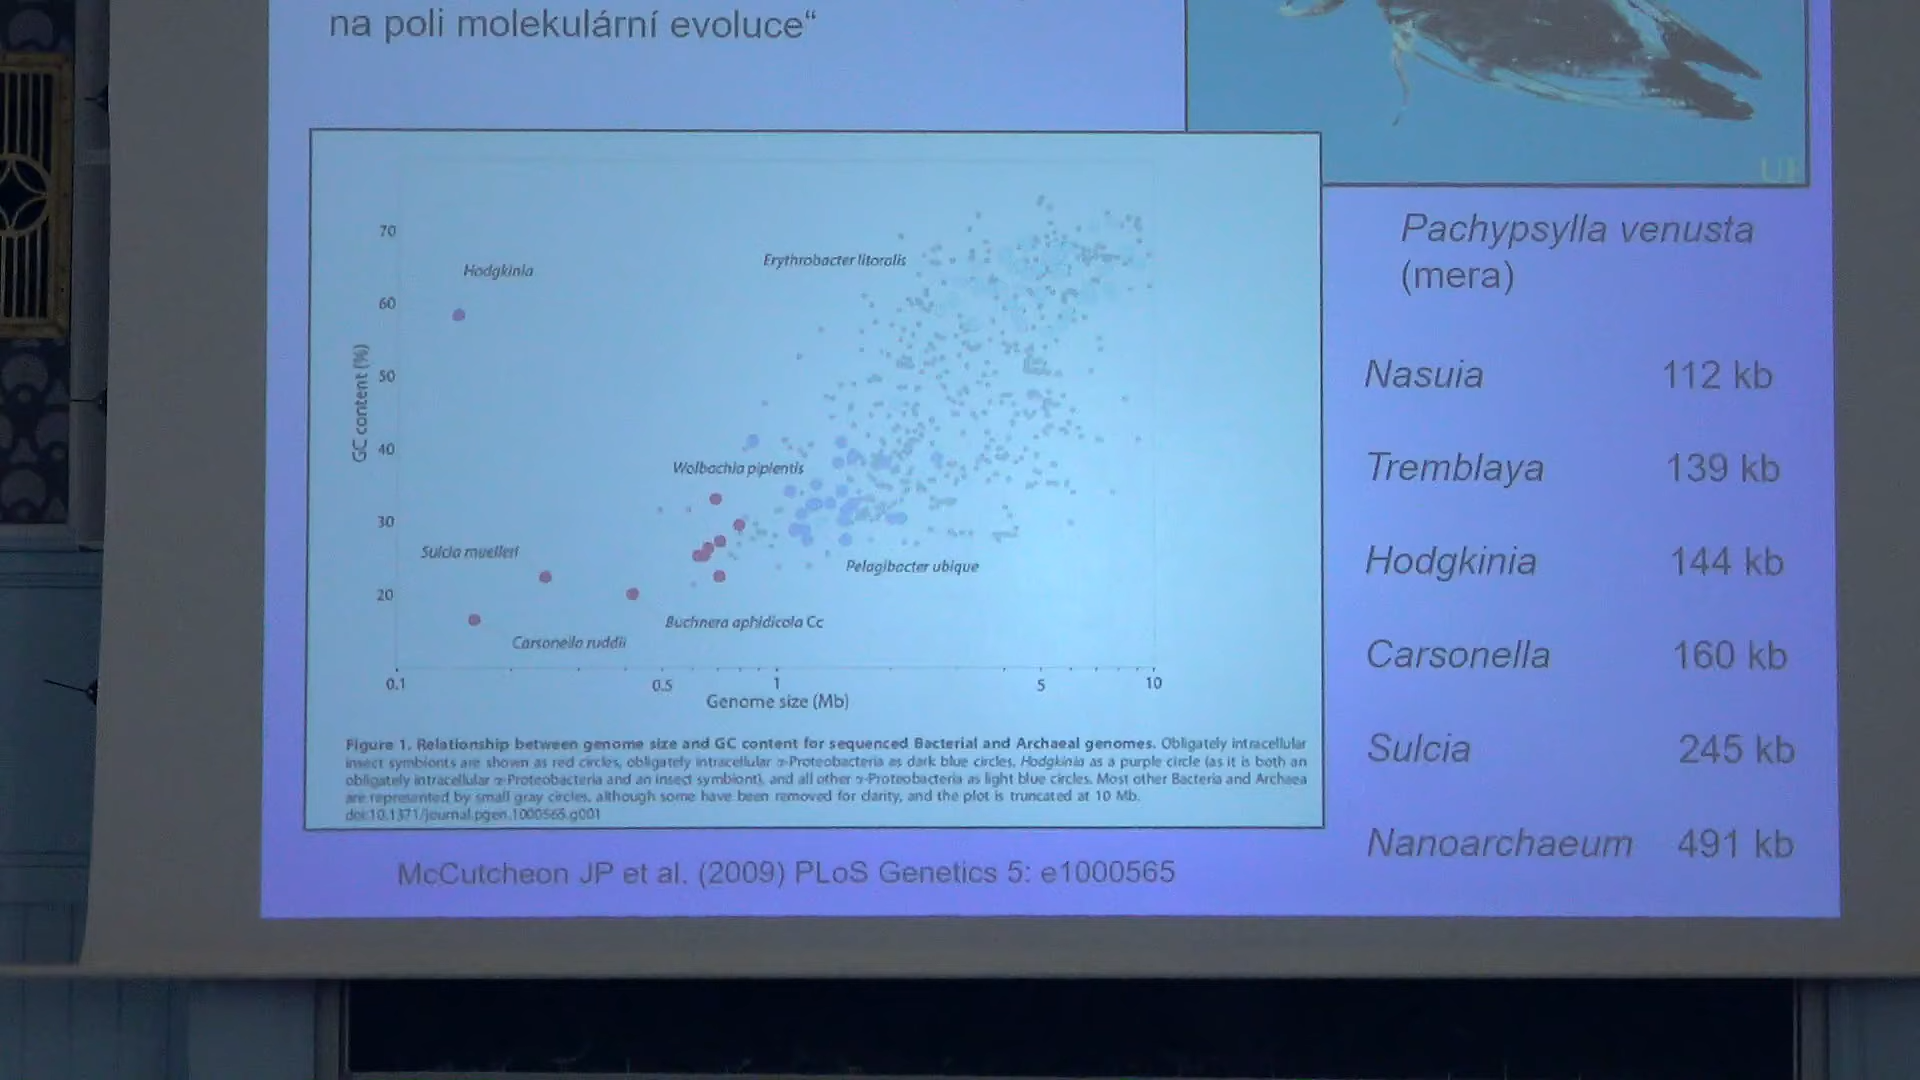 na poli molekulární evoluce“
UF
70
60
50
40
30
20
GC content (%)
Hodgkinia
Erythrobacter litoralis
Wolbachia pipientis
Sulcia muelleri
Pelagibacter ubique
Buchnera aphidicola Cc
Carsonella ruddii
0.1
0.5
1
5
10
Genome size (Mb)
Figure 1. Relationship between genome size and GC content for sequenced Bacterial and Archaeal genomes. Obligately intracellular
insect symbionts are shown as red circles, obligately intracellular α-Proteobacteria as dark blue circles, Hodgkinia as a purple circle (as it is both an
obligately intracellular α-Proteobacteria and an insect symbiont), and all other α-Proteobacteria as light blue circles. Most other Bacteria and Archaea
are represented by small gray circles, although some have been removed for clarity, and the plot is truncated at 10 Mb.
doi:10.1371/journal.pgen.1000565.g001
McCutcheon JP et al. (2009) PLoS Genetics 5: e1000565
Pachypsylla venusta
(mera)
Nasuia 112 kb
Tremblaya 139 kb
Hodgkinia 144 kb
Carsonella 160 kb
Sulcia 245 kb
Nanoarchaeum 491 kb